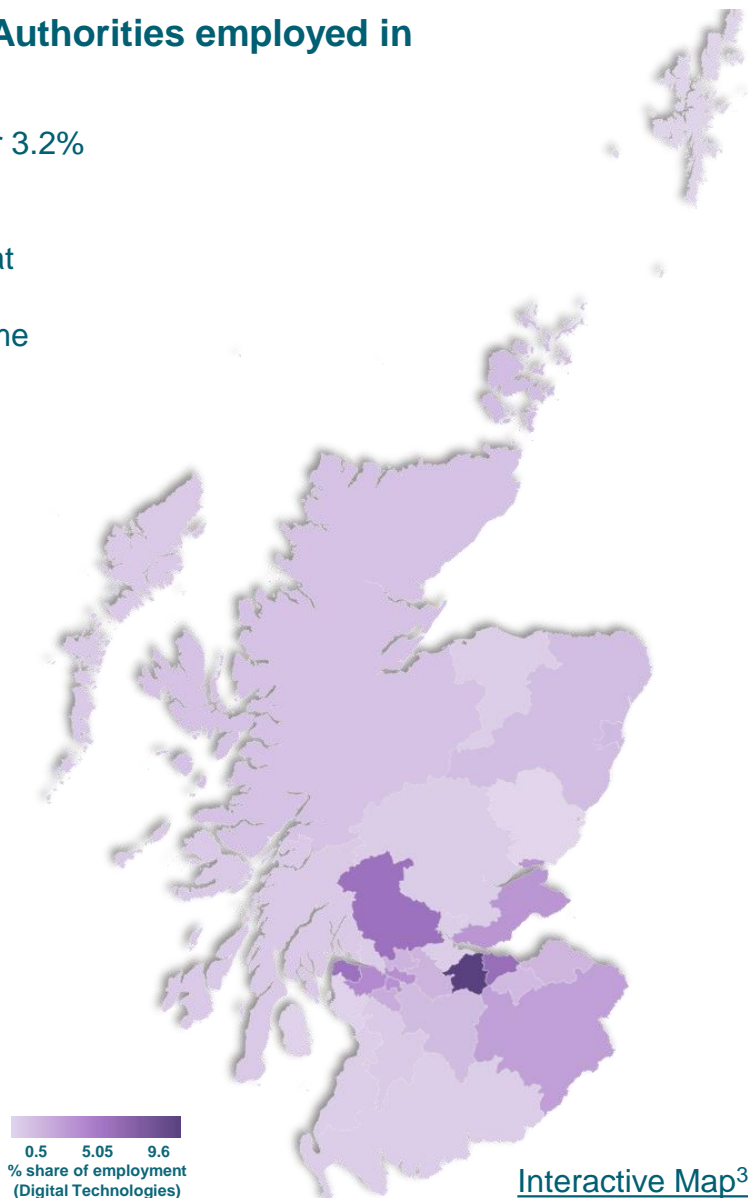 Authorities employed in
3.2%
at
0.5 5.05 9.6
% share of employment
(Digital Technologies)
Interactive Map3